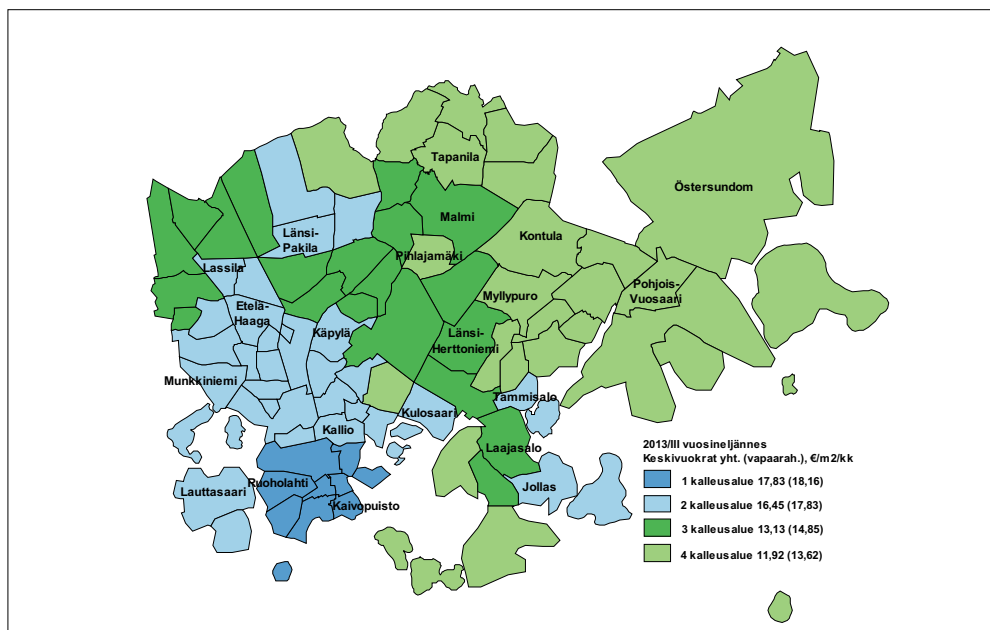 Tapanila
Östersundom
Malmi
Länsi-
Pakila
Kontula
Pihlajamäki
Lassila
Pohjois-
Vuosaari
Myllypuro
Etelä-
Haaga
Käpylä
Länsi-
Herttoniemi
Munkkiniemi
Tammisalo
Kulosaari
Kallio
Laajasalo
Ruoholahti
Jollas
Lauttasaari
Kaivopuisto
2013/III vuosineljännes
Keskivuokrat yht. (vapaarah.), €/m2/kk
1 kalleusalue 17,83 (18,16)
2 kalleusalue 16,45 (17,83)
3 kalleusalue 13,13 (14,85)
4 kalleusalue 11,92 (13,62)